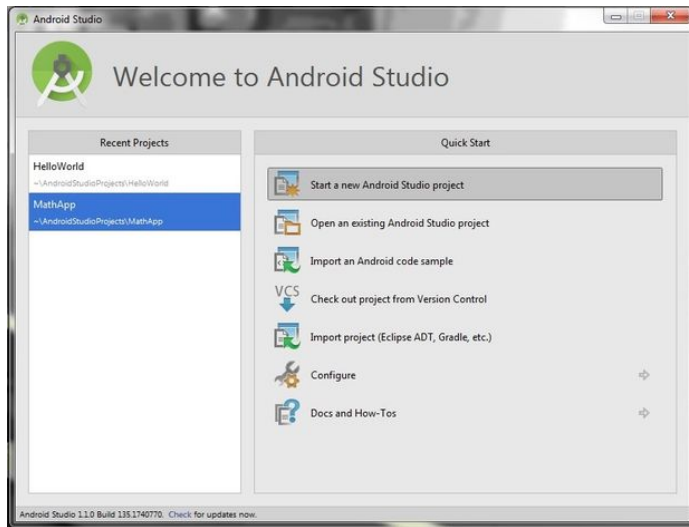 Android Studio
Welcome to Android Studio
Recent Projects
HelloWorld
~\AndroidStudioProjects\HelloWorld
MathApp
~\AndroidStudioProjects\MathApp
Quick Start
Start a new Android Studio project
Open an existing Android Studio project
Import an Android code sample
VCS
Check out project from Version Control
Import project (Eclipse ADT, Gradle, etc.)
Configure
Docs and How-Tos
Android Studio 1.1.0 Build 135.1740770. Check for updates now.